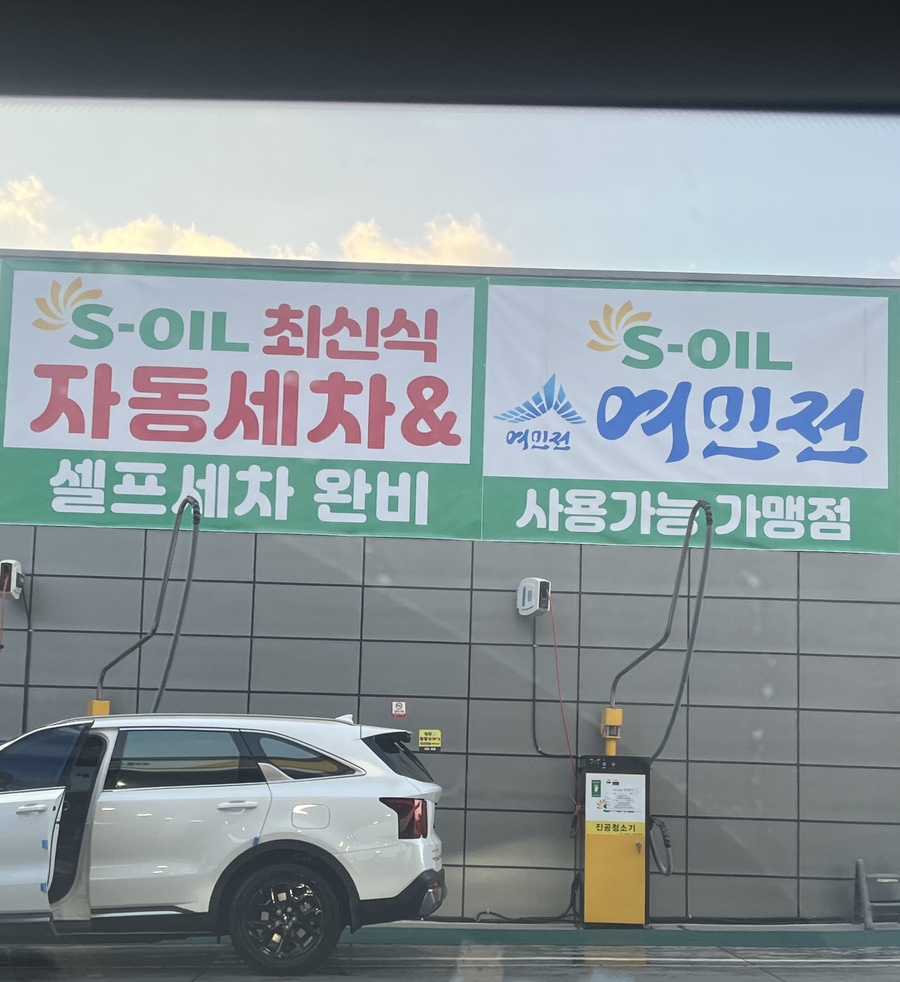 S-OIL 최신식
자동세차&
셀프세차 완비
S-OIL
여민전
여민전
사용가능 가맹점
진공청소기